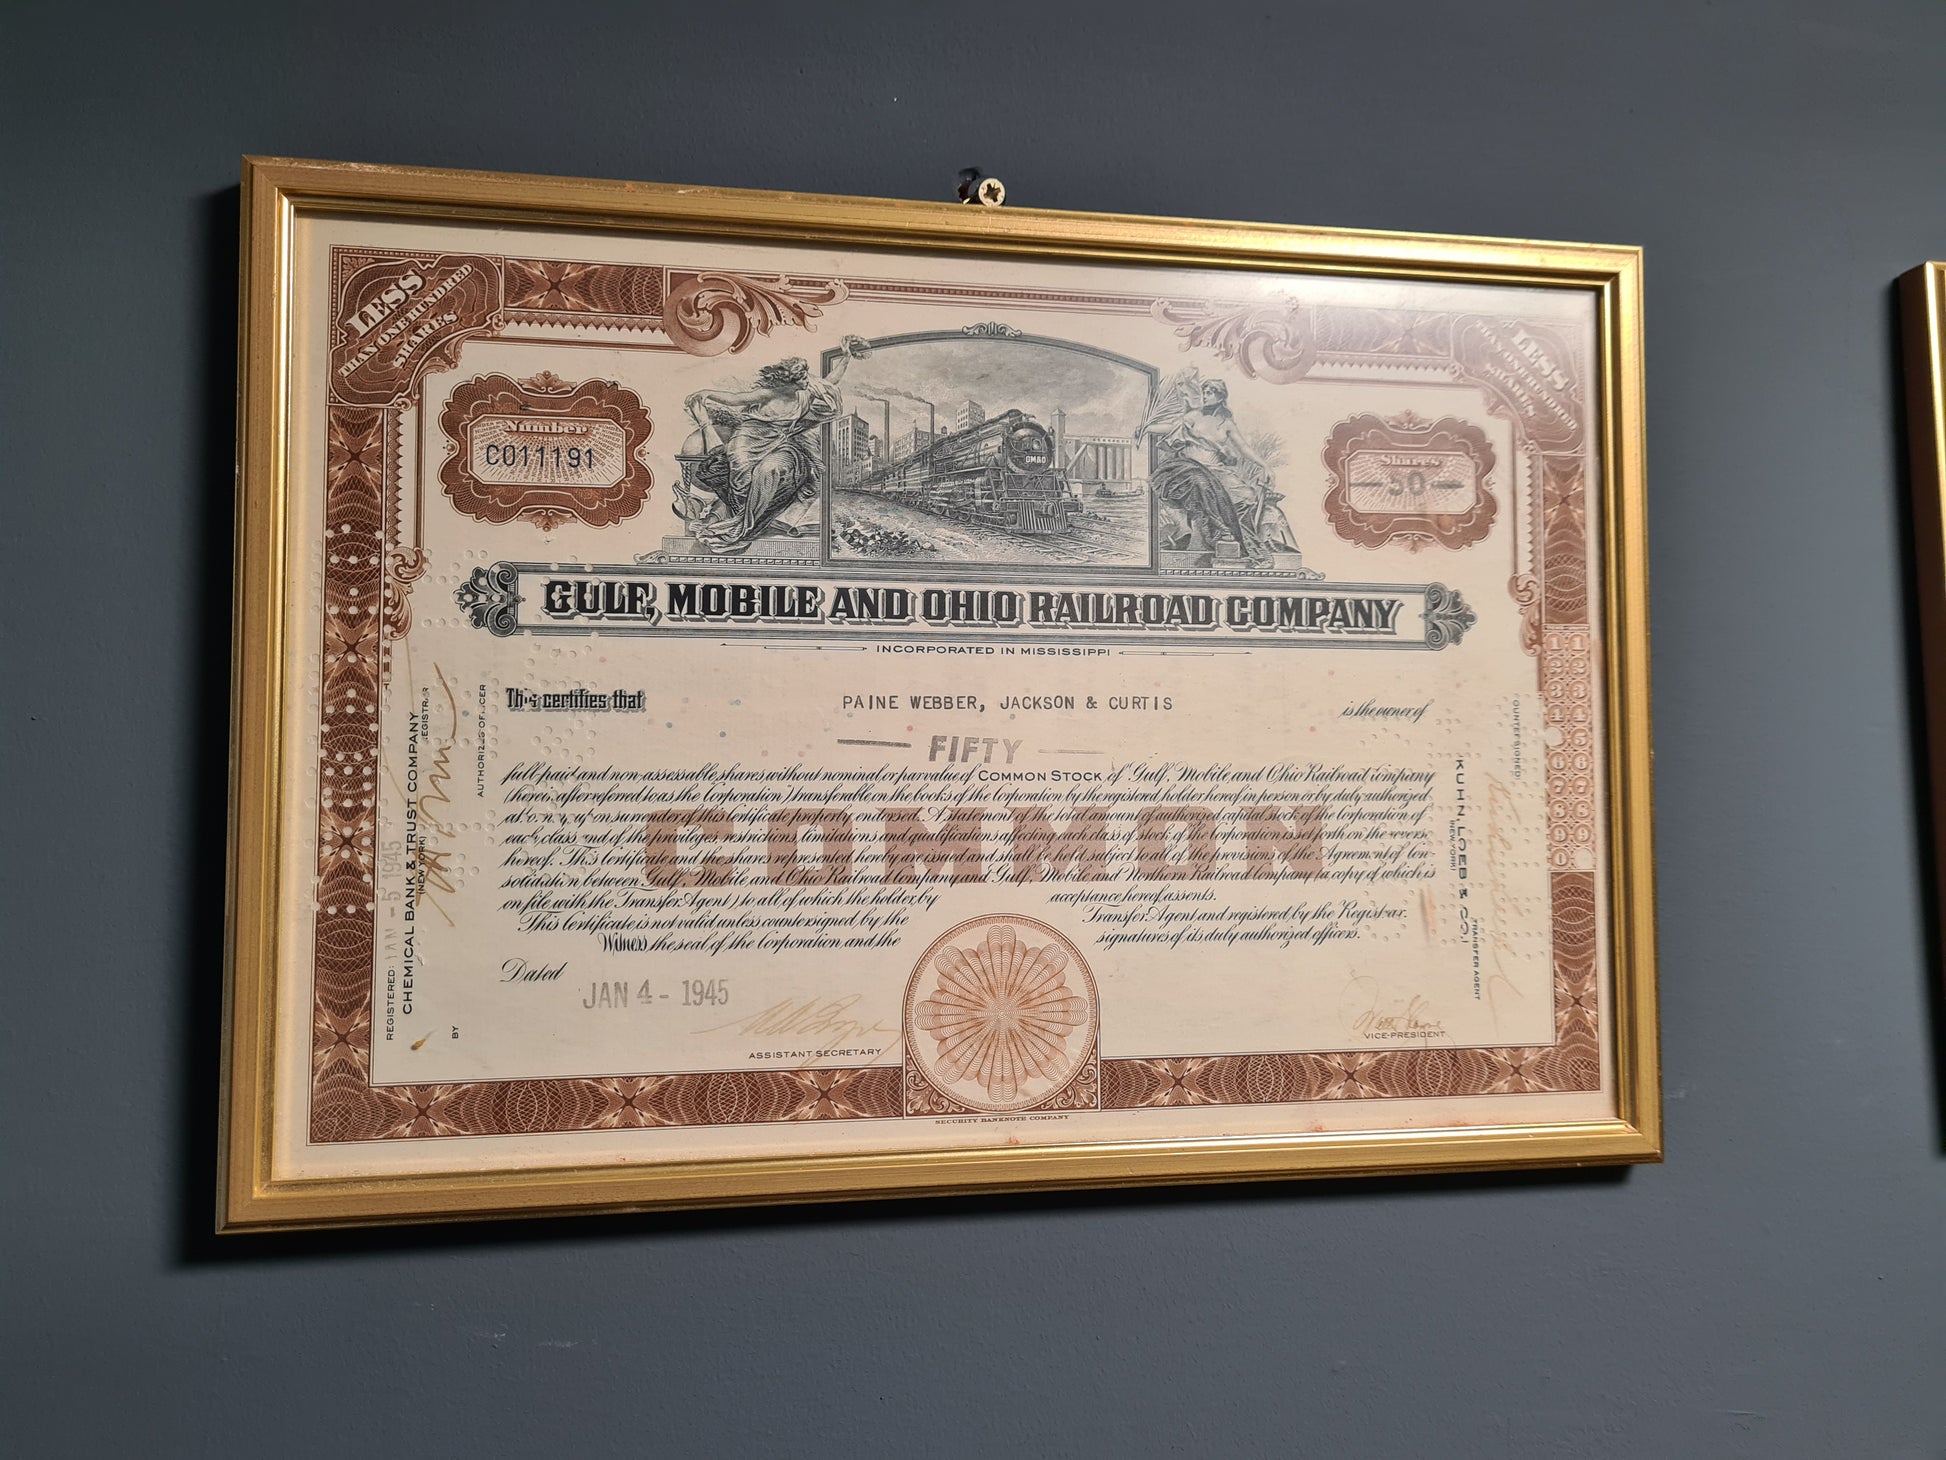 LESS
THAN ONE HUNDRED
SHARES
LESS
THAN ONE HUNDRED
SHARES
Number
C011191
GM&O
Shares
50
GULF, MOBILE AND OHIO RAILROAD COMPANY
INCORPORATED IN MISSISSIPPI
This certifies that PAINE WEBBER, JACKSON & CURTIS is the owner of
FIFTY
full-paid and non-assessable shares without nominal or par value of COMMON STOCK of Gulf, Mobile and Ohio Railroad Company
(hereinafter referred to as the Corporation) transferable on the books of the Corporation by the registered holder hereof in person or by duly authorized
attorney, upon surrender of this Certificate properly endorsed. A statement of the total amount of authorized capital stock of the Corporation of
each class and of the privileges, restrictions, limitations and qualifications affecting each class of stock of the Corporation is set forth on the reverse
hereof. This Certificate and the shares represented hereby are issued and shall be held subject to all of the provisions of the Agreement of Con-
solidation between Gulf, Mobile and Ohio Railroad Company and Gulf, Mobile and Northern Railroad Company (a copy of which is
on file with the Transfer Agent) to all of which the holder, by acceptance hereof, assents.
This Certificate is not valid unless countersigned by the Transfer Agent and registered by the Registrar.
Witness the seal of the Corporation and the signatures of its duly authorized officers.
COMMON
Dated
JAN 4 - 1945
ASSISTANT SECRETARY
VICE-PRESIDENT
SECURITY BANKNOTE COMPANY
REGISTERED: JAN - 5 1945
CHEMICAL BANK & TRUST COMPANY
(NEW YORK)
REGISTRAR
BY
AUTHORIZED OFFICER
COUNTERSIGNED:
KUHN, LOEB & CO.,
(NEW YORK)
TRANSFER AGENT